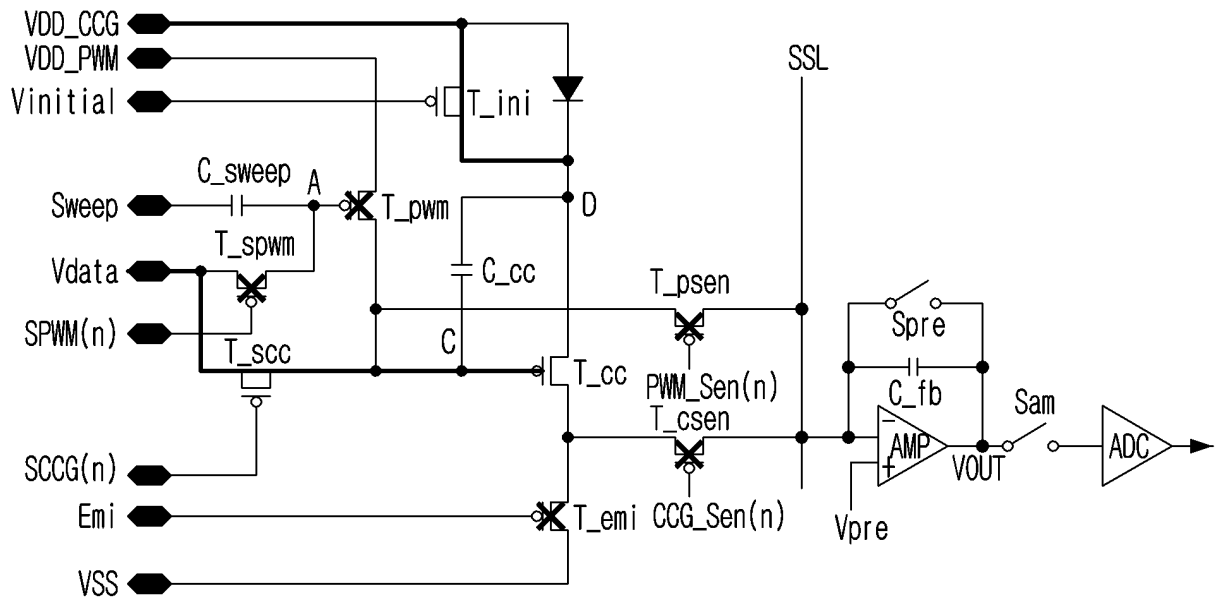 VDD_CCG
VDD_PWM
SSL
Vinitial
T_ini
C_sweep
A
Sweep
T_pwm
D
T_spwm
Vdata
C_cc
T_psen
SPWM(n)
Spre
T_scc
C
T_cc
PWM_Sen(n)
C_fb
T_csen
Sam
−
AMP
+
VOUT
ADC
SCCG(n)
Emi
T_emi
CCG_Sen(n)
Vpre
VSS